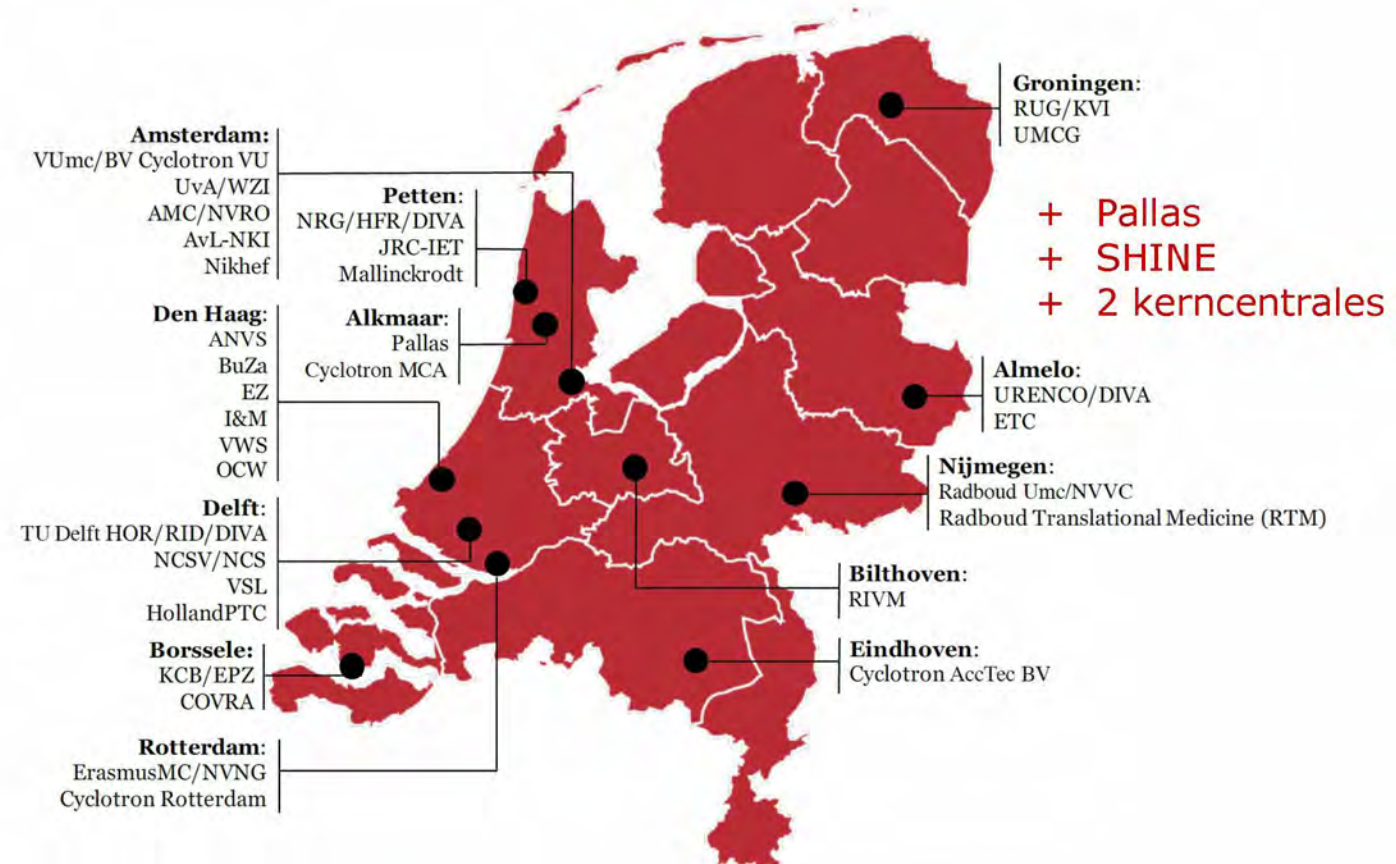 Amsterdam:
VUmc/BV Cyclotron VU
UvA/WZI
AMC/NVRO
AvL-NKI
Nikhef
Petten:
NRG/HFR/DIVA
JRC-IET
Mallinckrodt
Den Haag:
ANVS
BuZa
EZ
I&M
VWS
OCW
Alkmaar:
Pallas
Cyclotron MCA
Delft:
TU Delft HOR/RID/DIVA
NCSV/NCS
VSL
HollandPTC
Borssele:
KCB/EPZ
COVRA
Rotterdam:
ErasmusMC/NVNG
Cyclotron Rotterdam
Groningen:
RUG/KVI
UMCG
+ Pallas
+ SHINE
+ 2 kerncentrales
Almelo:
URENCO/DIVA
ETC
Nijmegen:
Radboud Umc/NVVC
Radboud Translational Medicine (RTM)
Bilthoven:
RIVM
Eindhoven:
Cyclotron AccTec BV